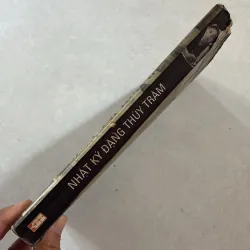 NHẬT KÝ ĐẶNG THÙY TRÂM